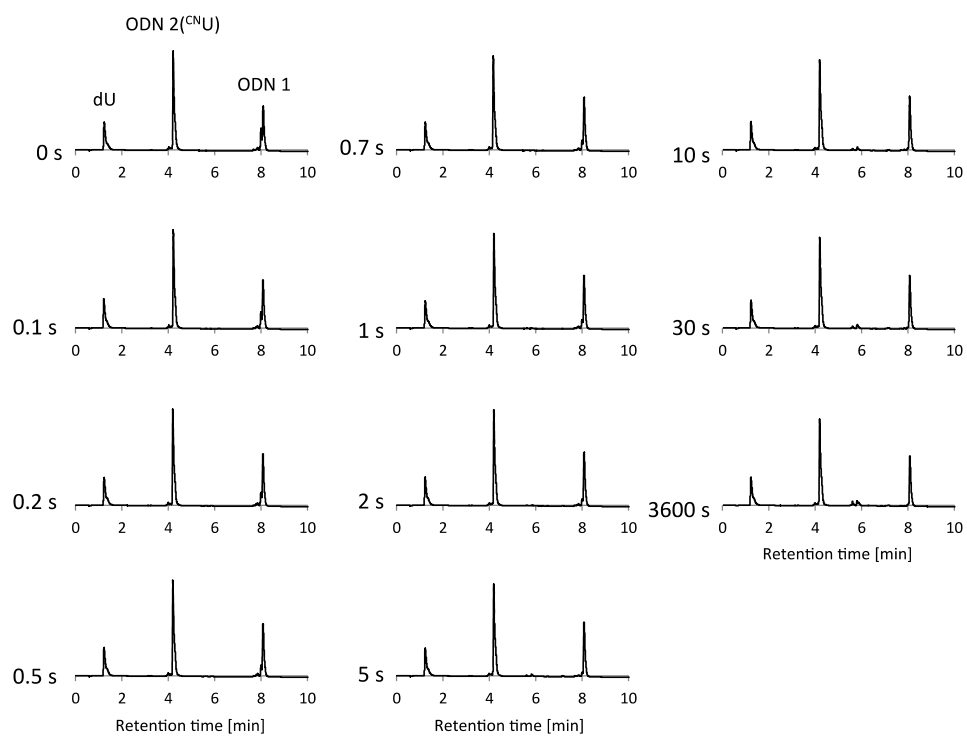 ODN 2(CNU)
dU
ODN 1
0 s
0 2 4 6 8 10
0.7 s
0 2 4 6 8 10
10 s
0 2 4 6 8 10
0.1 s
0 2 4 6 8 10
1 s
0 2 4 6 8 10
30 s
0 2 4 6 8 10
0.2 s
0 2 4 6 8 10
2 s
0 2 4 6 8 10
3600 s
0 2 4 6 8 10
Retention time [min]
0.5 s
0 2 4 6 8 10
Retention time [min]
5 s
0 2 4 6 8 10
Retention time [min]